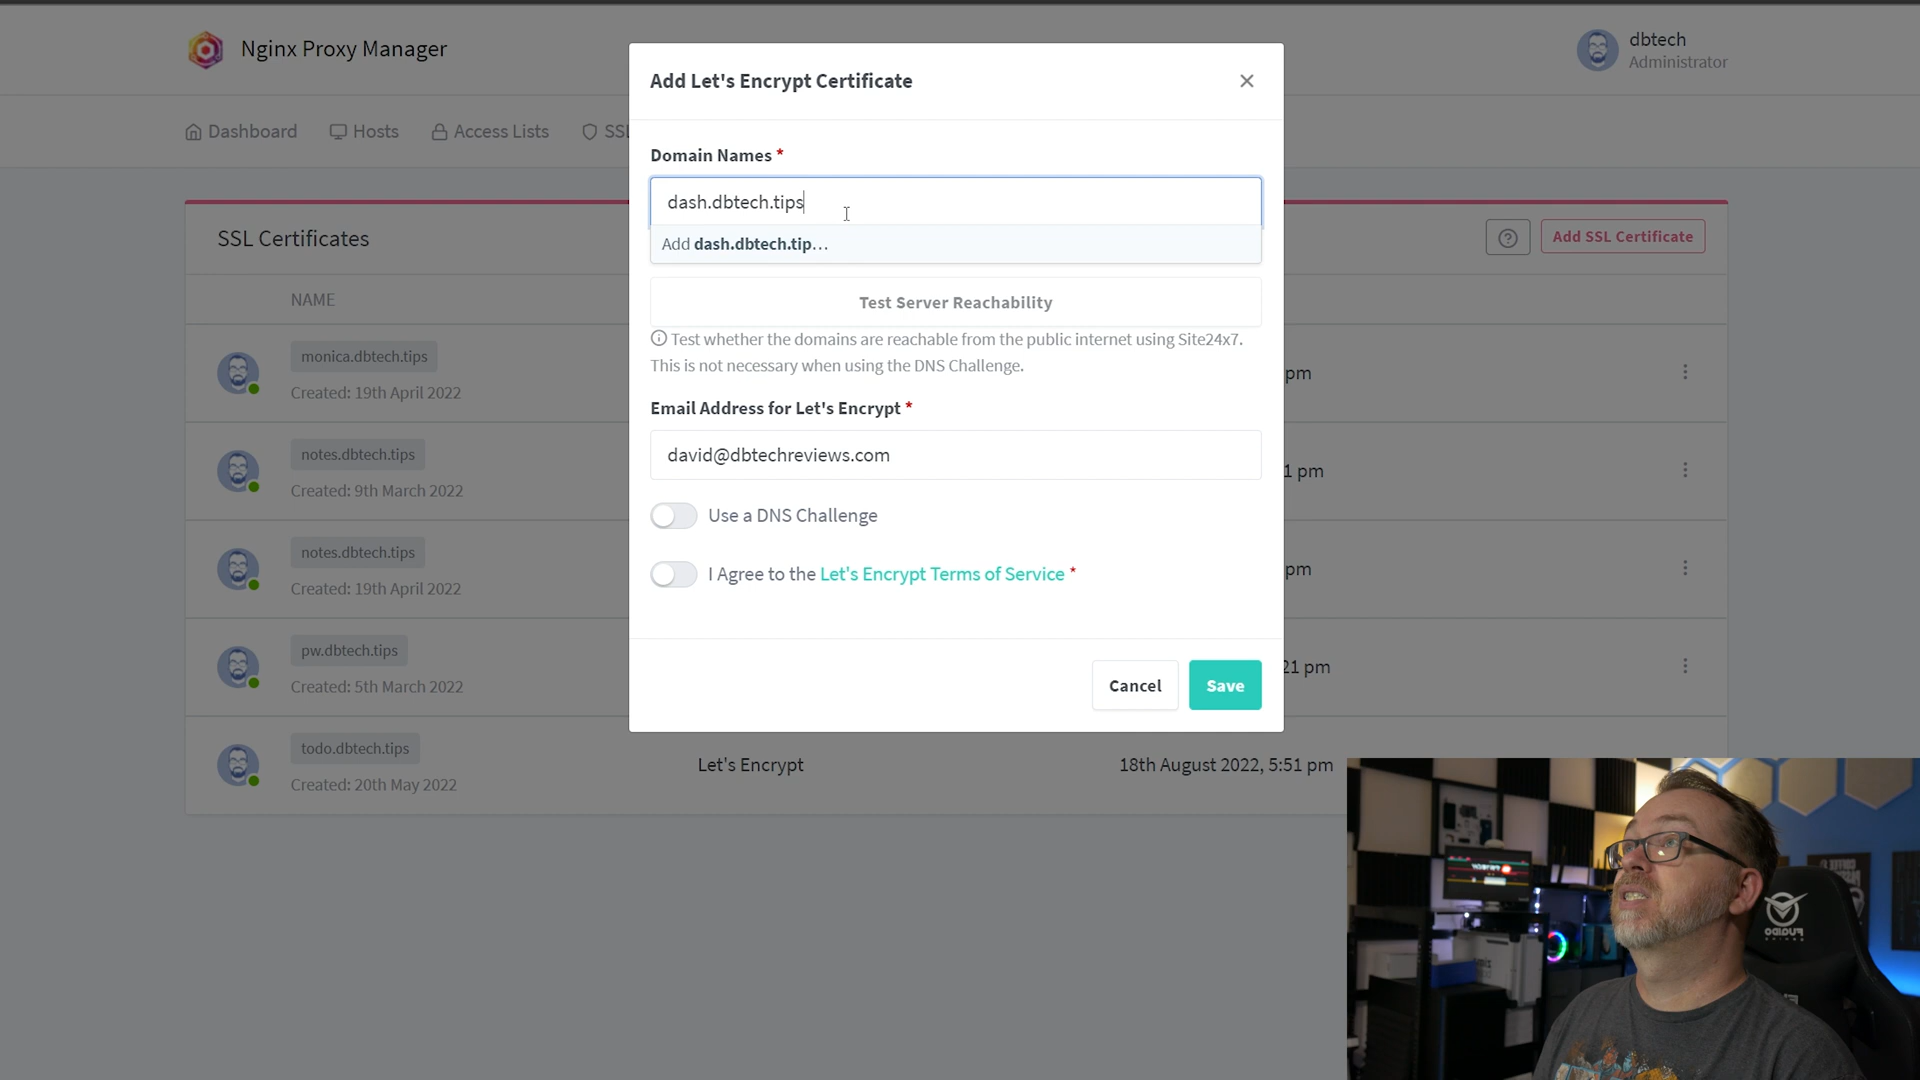 Nginx Proxy Manager
dbtech
Administrator
Dashboard
Hosts
Access Lists
SSL
Add Let's Encrypt Certificate
Domain Names *
dash.dbtech.tips
Add dash.dbtech.tip…
Test Server Reachability
Test whether the domains are reachable from the public internet using Site24x7.
This is not necessary when using the DNS Challenge.
Email Address for Let's Encrypt *
david@dbtechreviews.com
Use a DNS Challenge
I Agree to the Let's Encrypt Terms of Service *
Cancel
Save
SSL Certificates
Add SSL Certificate
NAME
monica.dbtech.tips
Created: 19th April 2022
pm
notes.dbtech.tips
Created: 9th March 2022
1 pm
notes.dbtech.tips
Created: 19th April 2022
pm
pw.dbtech.tips
Created: 5th March 2022
21 pm
todo.dbtech.tips
Created: 20th May 2022
Let's Encrypt
18th August 2022, 5:51 pm